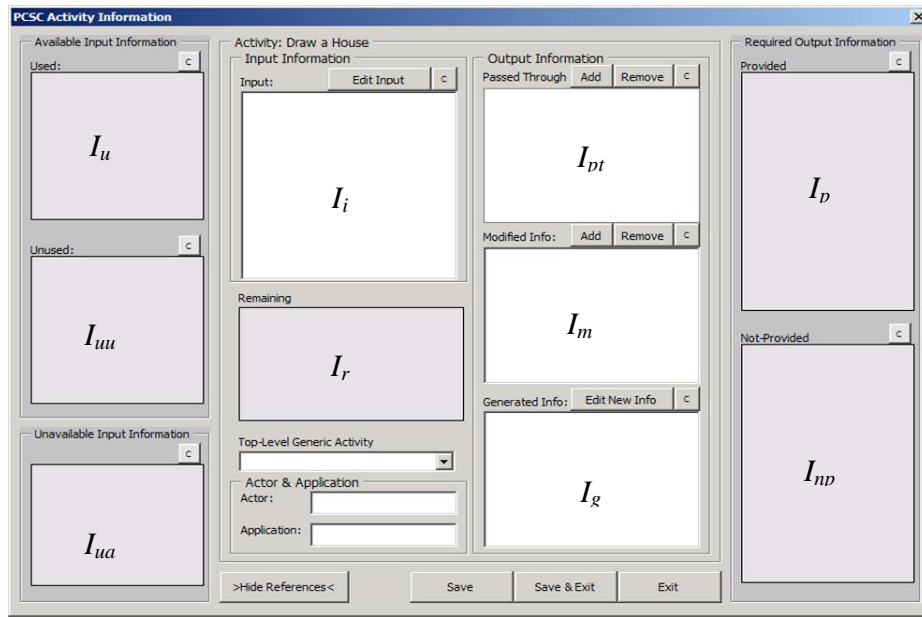 PCSC Activity Information
Available Input Information
Used:
C
I_u
Unused:
C
I_uu
Unavailable Input Information
C
I_ua
Activity: Draw a House
Input Information
Input:
Edit Input
C
I_i
Remaining
I_r
Top-Level Generic Activity
Actor & Application
Actor:
Application:
Output Information
Passed Through
Add
Remove
C
I_pt
Modified Info:
Add
Remove
C
I_m
Generated Info:
Edit New Info
C
I_g
Required Output Information
Provided
C
I_p
Not-Provided
C
I_np
>Hide References<
Save
Save & Exit
Exit